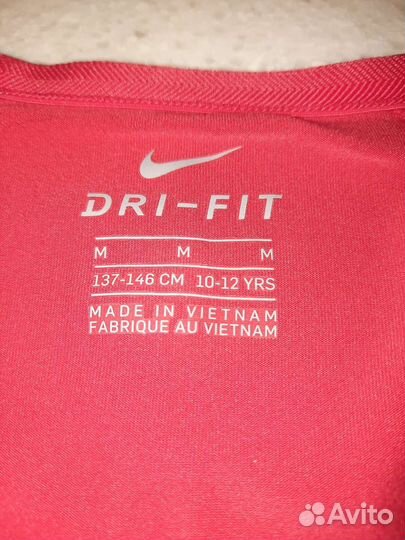 DRI-FIT
M M M
137-146 CM 10-12 YRS
MADE IN VIETNAM
FABRIQUE AU VIETNAM
Avito